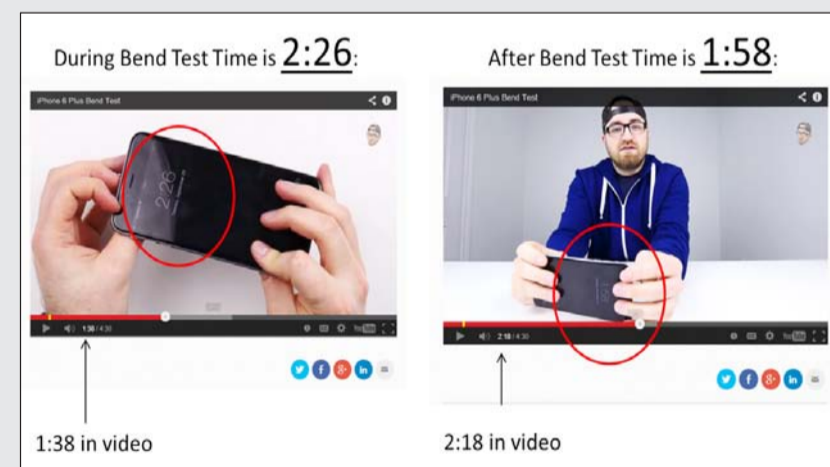 During Bend Test Time is 2:26:
iPhone 6 Plus Bend Test
2:26
1:38 / 4:30
YouTube
1:38 in video
After Bend Test Time is 1:58:
iPhone 6 Plus Bend Test
2:18 / 4:30
YouTube
2:18 in video